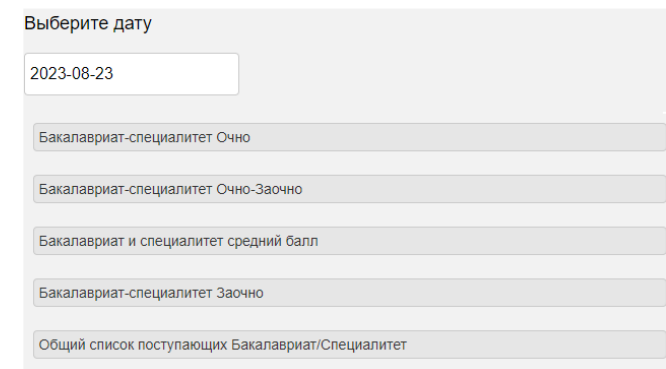 Выберите дату
2023-08-23
Бакалавриат-специалитет Очно
Бакалавриат-специалитет Очно-Заочно
Бакалавриат и специалитет средний балл
Бакалавриат-специалитет Заочно
Общий список поступающих Бакалавриат/Специалитет